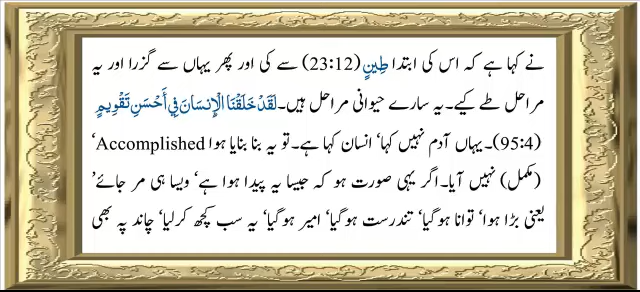 نے کہا ہے کہ اس کی ابتدا طِينٍ (23:12) سے کی اور پھر یہاں سے گزرا اور یہ
مراحل طے کیے۔یہ سارے حیوانی مراحل ہیں۔ لَقَدْ خَلَقْنَا الْإِنسَانَ فِي أَحْسَنِ تَقْوِيمٍ
(95:4)۔یہاں آدم نہیں کہا‘ انسان کہا ہے۔تو یہ بنا بنایا ہوا Accomplished‘
(مکمل) نہیں آیا۔اگر یہی صورت ہو کہ جیسا یہ پیدا ہوا ہے‘ ویسا ہی مر جائے’
یعنی بڑا ہوا‘ توانا ہوگیا‘ تندرست ہوگیا‘ امیر ہوگیا‘ یہ سب کچھ کرلیا‘ چاند پہ بھی